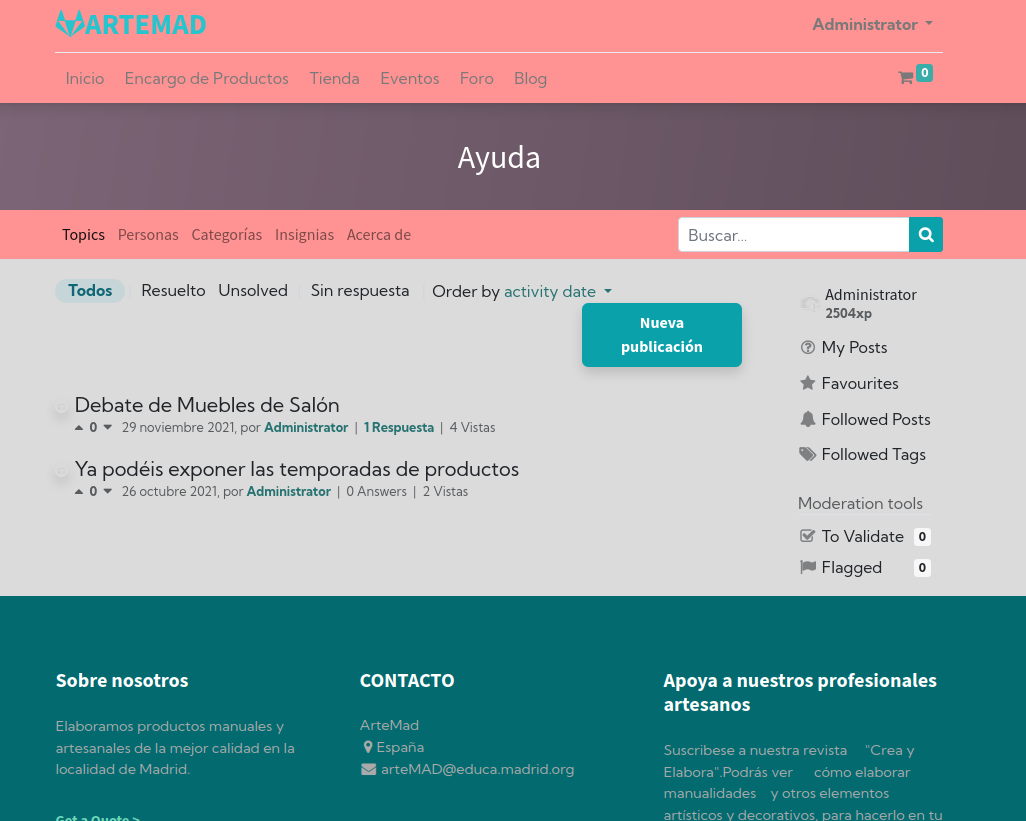 ARTEMAD
Administrator
Inicio Encargo de Productos Tienda Eventos Foro Blog 0
Ayuda
Topics Personas Categorías Insignias Acerca de Buscar...
Todos Resuelto Unsolved Sin respuesta Order by activity date
Nueva
publicación
Debate de Muebles de Salón
0 29 noviembre 2021, por Administrator | 1 Respuesta | 4 Vistas
Ya podéis exponer las temporadas de productos
0 26 octubre 2021, por Administrator | 0 Answers | 2 Vistas
Administrator
2504xp
My Posts
Favourites
Followed Posts
Followed Tags
Moderation tools
To Validate 0
Flagged 0
Sobre nosotros
Elaboramos productos manuales y
artesanales de la mejor calidad en la
localidad de Madrid.
Get a Quote >
CONTACTO
ArteMad
España
arteMAD@educa.madrid.org
Apoya a nuestros profesionales
artesanos
Suscribese a nuestra revista "Crea y
Elabora".Podrás ver cómo elaborar
manualidades y otros elementos
artísticos y decorativos, para hacerlo en tu